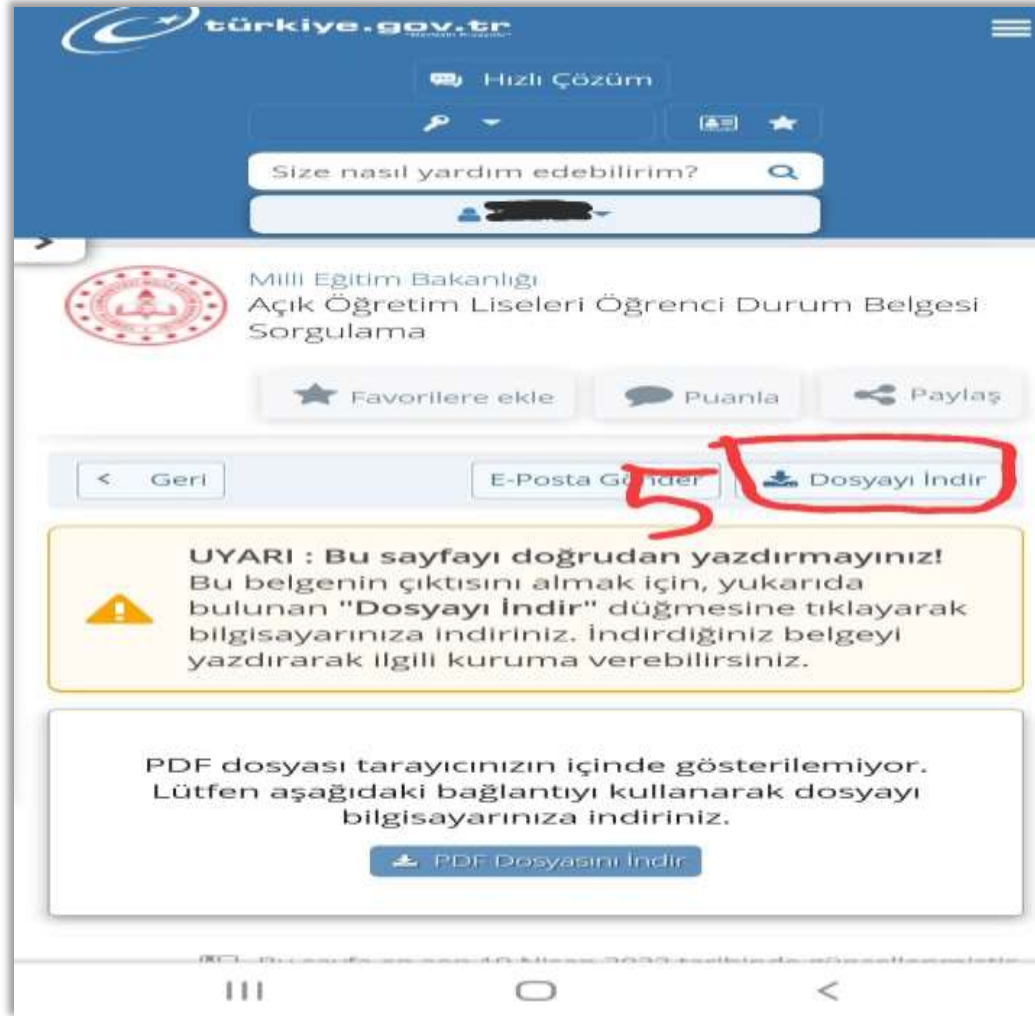 türkiye.gov.tr
Hızlı Çözüm
Size nasıl yardım edebilirim?
Milli Eğitim Bakanlığı
Açık Öğretim Liseleri Öğrenci Durum Belgesi
Sorgulama
Favorilere ekle Puanla Paylaş
Geri E-Posta Gönder 5 Dosyayı İndir
UYARI : Bu sayfayı doğrudan yazdırmayınız!
Bu belgenin çıktısını almak için, yukarıda
bulunan "Dosyayı İndir" düğmesine tıklayarak
bilgisayarınıza indiriniz. İndirdiğiniz belgeyi
yazdırarak ilgili kuruma verebilirsiniz.
PDF dosyası tarayıcınızın içinde gösterilemiyor.
Lütfen aşağıdaki bağlantıyı kullanarak dosyayı
bilgisayarınıza indiriniz.
PDF Dosyasını İndir